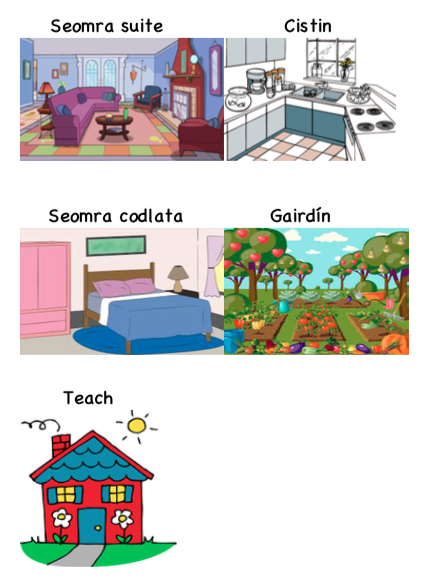 Seomra suite
Cistin
Seomra codlata
Gairdín
Teach